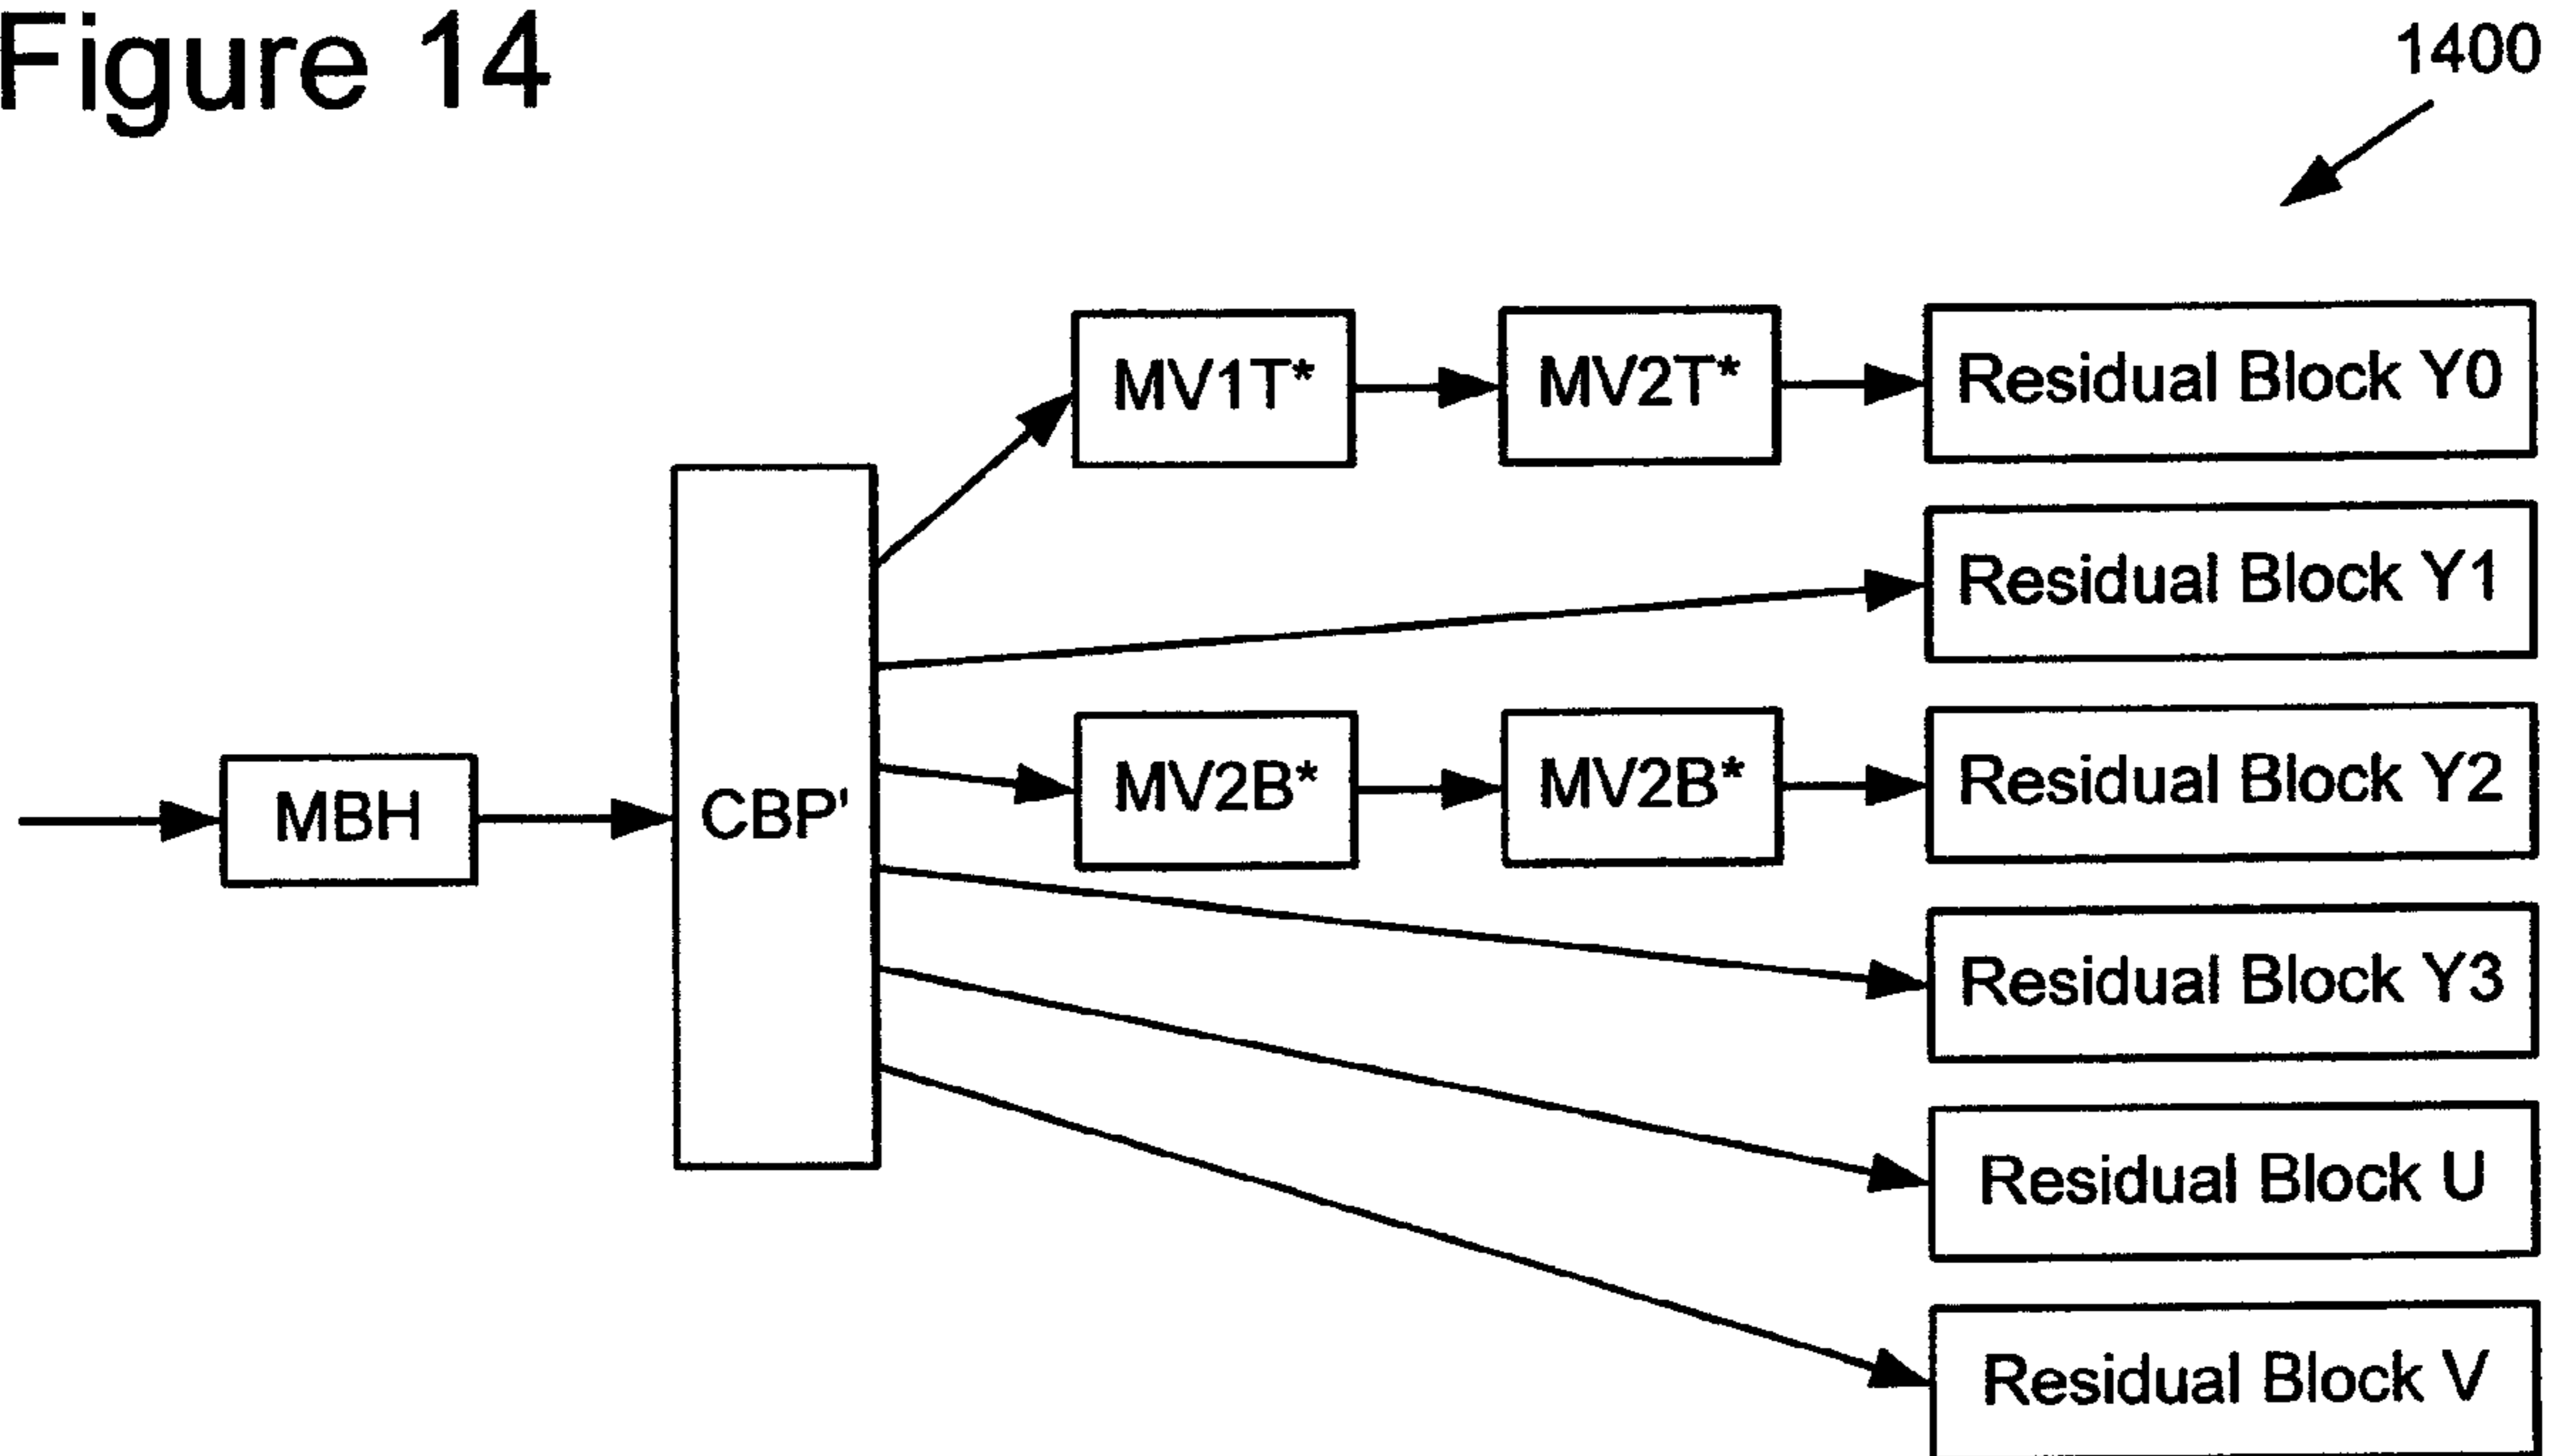 Figure 14
1400
MV1T*
MV2T*
Residual Block Y0
Residual Block Y1
MBH
CBP'
MV2B*
MV2B*
Residual Block Y2
Residual Block Y3
Residual Block U
Residual Block V